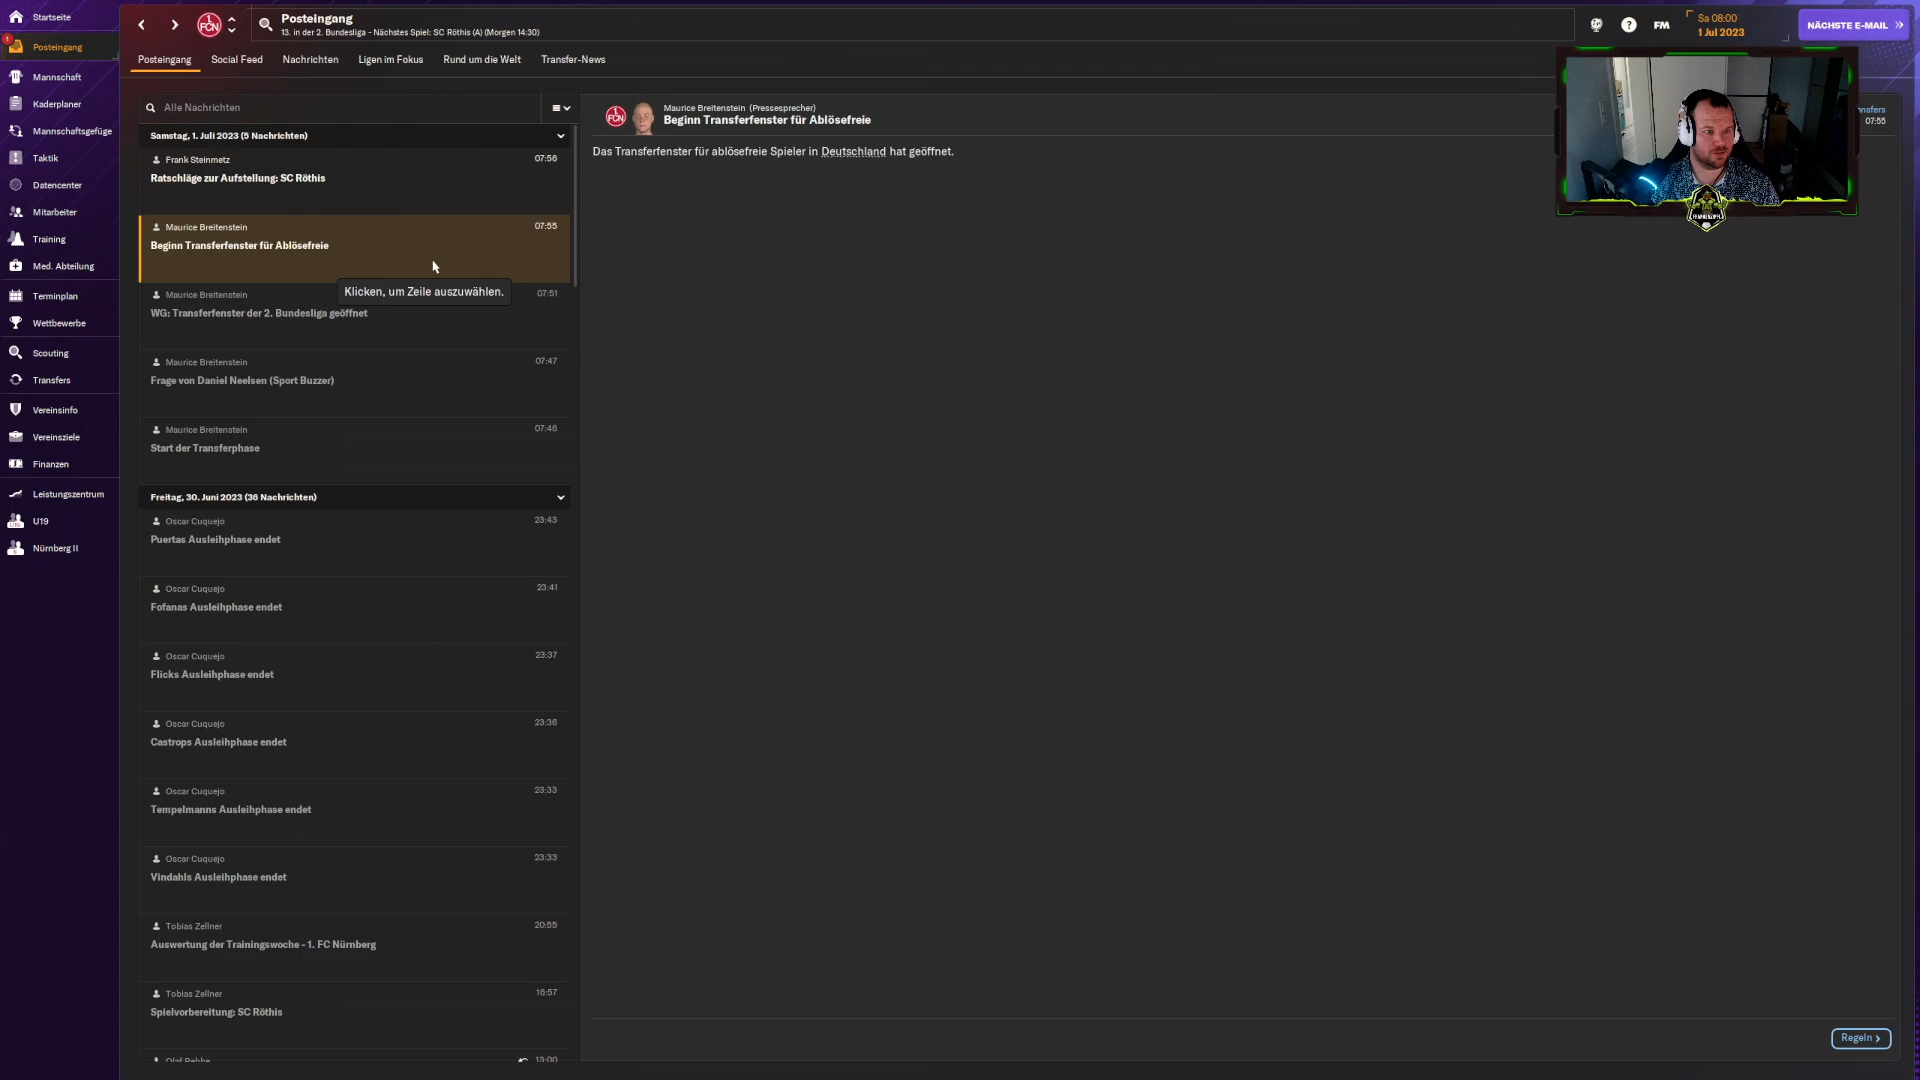 Startseite
1
Posteingang
Mannschaft
Kaderplaner
Mannschaftsgefüge
Taktik
Datencenter
Mitarbeiter
Training
Med. Abteilung
Terminplan
Wettbewerbe
Scouting
Transfers
Vereinsinfo
Vereinsziele
Finanzen
Leistungszentrum
U19
Nürnberg II
1. FCN
Posteingang
13. in der 2. Bundesliga - Nächstes Spiel: SC Röthis (A) (Morgen 14:30)
FM
Sa 08:00
1 Jul 2023
NÄCHSTE E-MAIL
Posteingang Social Feed Nachrichten Ligen im Fokus Rund um die Welt Transfer-News
Alle Nachrichten
Samstag, 1. Juli 2023 (5 Nachrichten)
Frank Steinmetz 07:56
Ratschläge zur Aufstellung: SC Röthis
Maurice Breitenstein 07:55
Beginn Transferfenster für Ablösefreie
Klicken, um Zeile auszuwählen.
Maurice Breitenstein 07:51
WG: Transferfenster der 2. Bundesliga geöffnet
Maurice Breitenstein 07:47
Frage von Daniel Neelsen (Sport Buzzer)
Maurice Breitenstein 07:46
Start der Transferphase
Freitag, 30. Juni 2023 (36 Nachrichten)
Oscar Cuquejo 23:43
Puertas Ausleihphase endet
Oscar Cuquejo 23:41
Fofanas Ausleihphase endet
Oscar Cuquejo 23:37
Flicks Ausleihphase endet
Oscar Cuquejo 23:36
Castrops Ausleihphase endet
Oscar Cuquejo 23:33
Tempelmanns Ausleihphase endet
Oscar Cuquejo 23:33
Vindahls Ausleihphase endet
Tobias Zellner 20:55
Auswertung der Trainingswoche - 1. FC Nürnberg
Tobias Zellner 16:57
Spielvorbereitung: SC Röthis
Olaf Rebbe 13:00
Maurice Breitenstein (Pressesprecher)
Beginn Transferfenster für Ablösefreie
nsfers
07:55
Das Transferfenster für ablösefreie Spieler in Deutschland hat geöffnet.
FRANKENZIPFL
Regeln